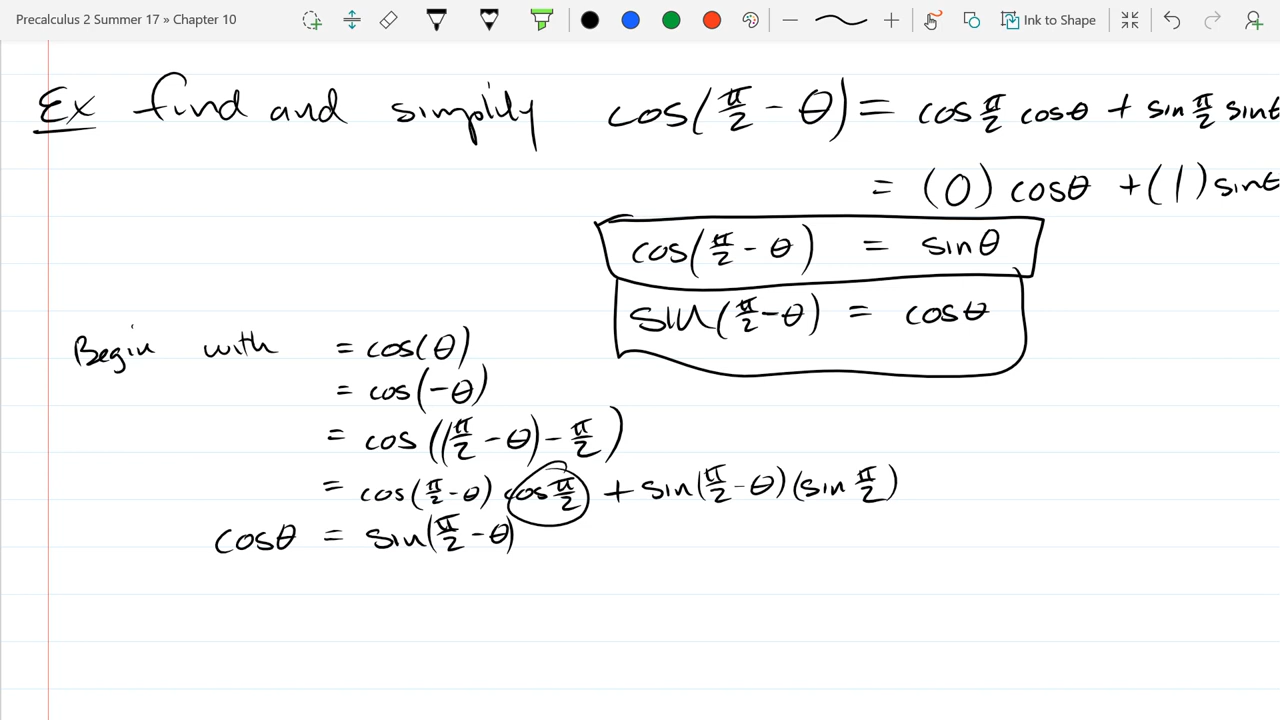 Precalculus 2 Summer 17 » Chapter 10
Ink to Shape
Ex find and simplify cos(π/2 - θ) = cos π/2 cosθ + sin π/2 sin
= (0) cosθ + (1) sin
cos(π/2 - θ) = sinθ
sin(π/2 - θ) = cosθ
Begin with = cos(θ)
= cos(-θ)
= cos((π/2 - θ) - π/2)
= cos(π/2 - θ) cos π/2 + sin(π/2 - θ)(sin π/2)
cosθ = sin(π/2 - θ)